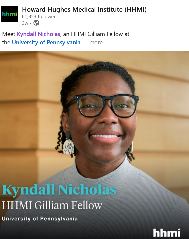 hhmi
Howard Hughes Medical Institute (HHMI)
Meet Kyndall Nicholas, an HHMI Gilliam Fellow at
the University of Pennsylvania
Kyndall Nicholas
HHMI Gilliam Fellow
University of Pennsylvania
hhmi